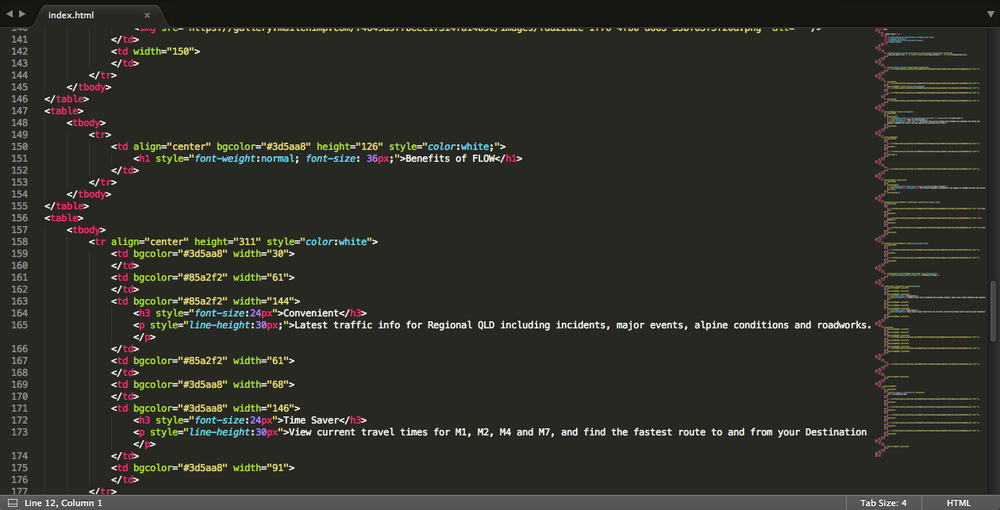 index.html ×
141 </td>
142 <td width="150">
143 </td>
144 </tr>
145 </tbody>
146 </table>
147 <table>
148 <tbody>
149 <tr>
150 <td align="center" bgcolor="#3d5aa8" height="126" style="color:white;">
151 <h1 style="font-weight:normal; font-size: 36px;">Benefits of FLOW</h1>
152 </td>
153 </tr>
154 </tbody>
155 </table>
156 <table>
157 <tbody>
158 <tr align="center" height="311" style="color:white">
159 <td bgcolor="#3d5aa8" width="30">
160 </td>
161 <td bgcolor="#85a2f2" width="61">
162 </td>
163 <td bgcolor="#85a2f2" width="144">
164 <h3 style="font-size:24px">Convenient</h3>
165 <p style="line-height:30px;">Latest traffic info for Regional QLD including incidents, major events, alpine conditions and roadworks.
</p>
166 </td>
167 <td bgcolor="#85a2f2" width="61">
168 </td>
169 <td bgcolor="#3d5aa8" width="68">
170 </td>
171 <td bgcolor="#3d5aa8" width="146">
172 <h3 style="font-size:24px">Time Saver</h3>
173 <p style="line-height:30px">View current travel times for M1, M2, M4 and M7, and find the fastest route to and from your Destination
</p>
174 </td>
175 <td bgcolor="#3d5aa8" width="91">
176 </td>
177 </tr>
Line 12, Column 1 Tab Size: 4 HTML